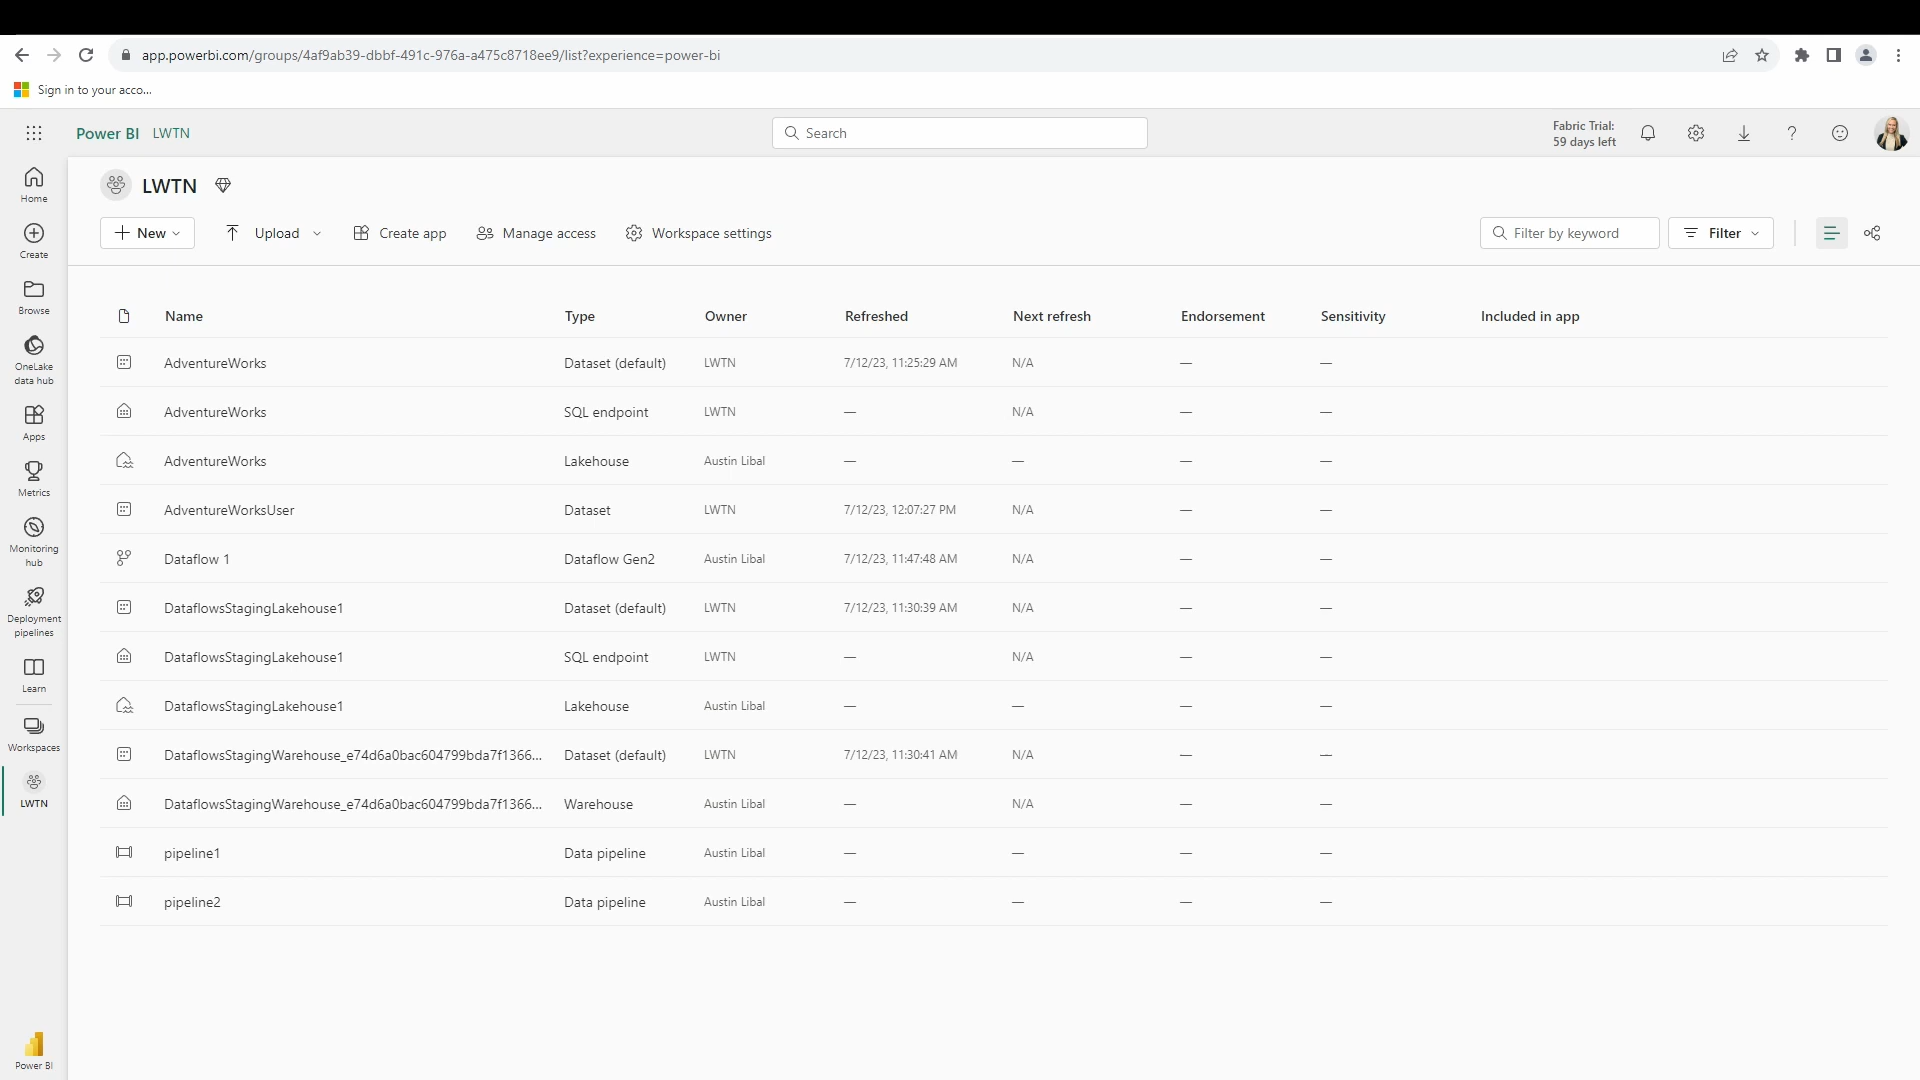 app.powerbi.com/groups/4af9ab39-dbbf-491c-976a-a475c8718ee9/list?experience=power-bi
Sign in to your acco...
Power BI LWTN
Search
Fabric Trial:
59 days left
?
Home
Create
Browse
OneLake
data hub
Apps
Metrics
Monitoring
hub
Deployment
pipelines
Learn
Workspaces
LWTN
Power BI
LWTN
New Upload Create app Manage access Workspace settings Filter by keyword Filter
Name Type Owner Refreshed Next refresh Endorsement Sensitivity Included in app
AdventureWorks Dataset (default) LWTN 7/12/23, 11:25:29 AM N/A — —
AdventureWorks SQL endpoint LWTN — N/A — —
AdventureWorks Lakehouse Austin Libal — — — —
AdventureWorksUser Dataset LWTN 7/12/23, 12:07:27 PM N/A — —
Dataflow 1 Dataflow Gen2 Austin Libal 7/12/23, 11:47:48 AM N/A — —
DataflowsStagingLakehouse1 Dataset (default) LWTN 7/12/23, 11:30:39 AM N/A — —
DataflowsStagingLakehouse1 SQL endpoint LWTN — N/A — —
DataflowsStagingLakehouse1 Lakehouse Austin Libal — — — —
DataflowsStagingWarehouse_e74d6a0bac604799bda7f1366... Dataset (default) LWTN 7/12/23, 11:30:41 AM N/A — —
DataflowsStagingWarehouse_e74d6a0bac604799bda7f1366... Warehouse Austin Libal — N/A — —
pipeline1 Data pipeline Austin Libal — — — —
pipeline2 Data pipeline Austin Libal — — — —